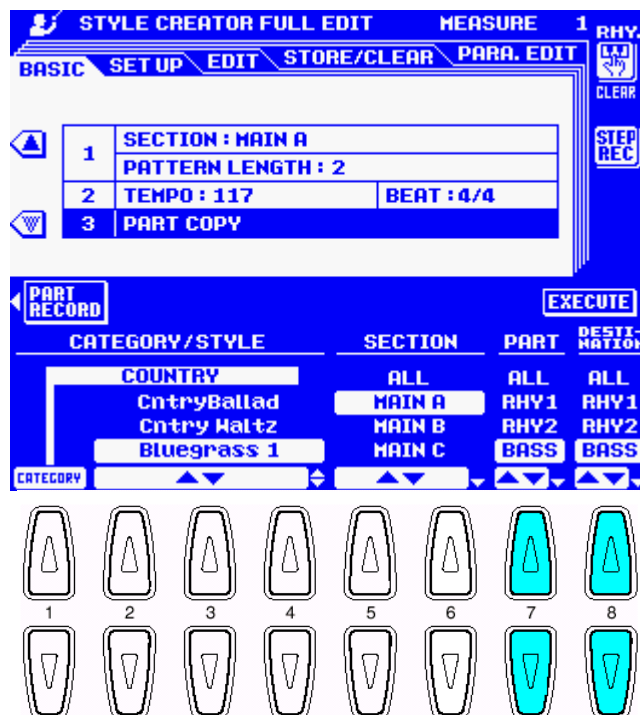 STYLE CREATOR FULL EDIT MEASURE 1
RHY.
BASIC SET UP EDIT STORE/CLEAR PARA. EDIT
CLEAR
STEP
REC
1 SECTION : MAIN A
PATTERN LENGTH : 2
2 TEMPO : 117 BEAT : 4/4
3 PART COPY
PART
RECORD
EXECUTE
CATEGORY/STYLE SECTION PART DESTI-
NATION
COUNTRY ALL ALL ALL
CntryBallad MAIN A RHY1 RHY1
Cntry Waltz MAIN B RHY2 RHY2
Bluegrass 1 MAIN C BASS BASS
CATEGORY
1 2 3 4 5 6 7 8